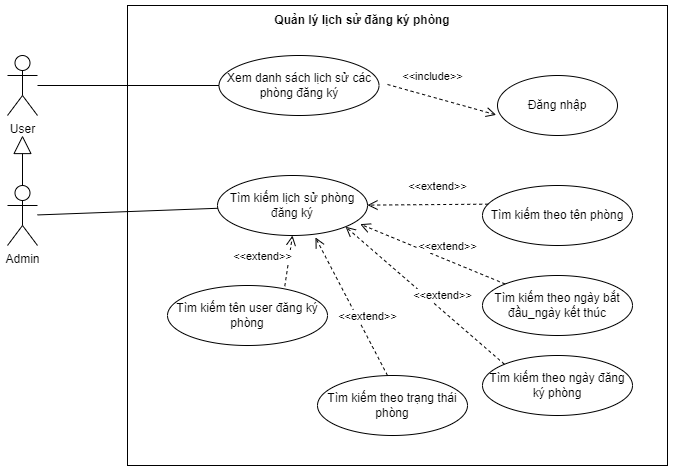 Quản lý lịch sử đăng ký phòng
User
Xem danh sách lịch sử các
phòng đăng ký
<<include>>
Đăng nhập
Admin
Tìm kiếm lịch sử phòng
đăng ký
<<extend>>
Tìm kiếm theo tên phòng
<<extend>>
<<extend>>
Tìm kiếm tên user đăng ký
phòng
<<extend>>
Tìm kiếm theo ngày bắt
đầu_ngày kết thúc
<<extend>>
Tìm kiếm theo trạng thái
phòng
Tìm kiếm theo ngày đăng
ký phòng